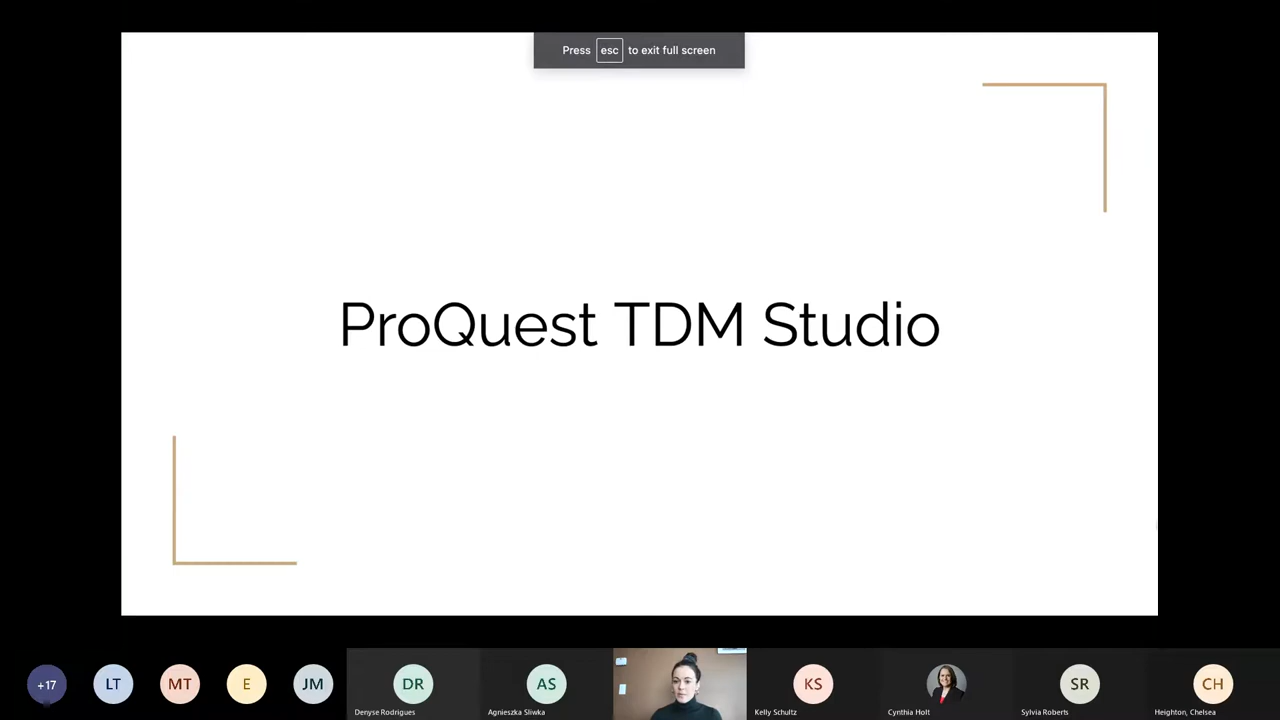 Press esc to exit full screen
ProQuest TDM Studio
+17
LT
MT
E
JM
DR
AS
KS
SR
CH
Denyse Rodrigues
Agnieszka Sliwka
Kelly Schultz
Cynthia Holt
Sylvia Roberts
Heighton, Chelsea